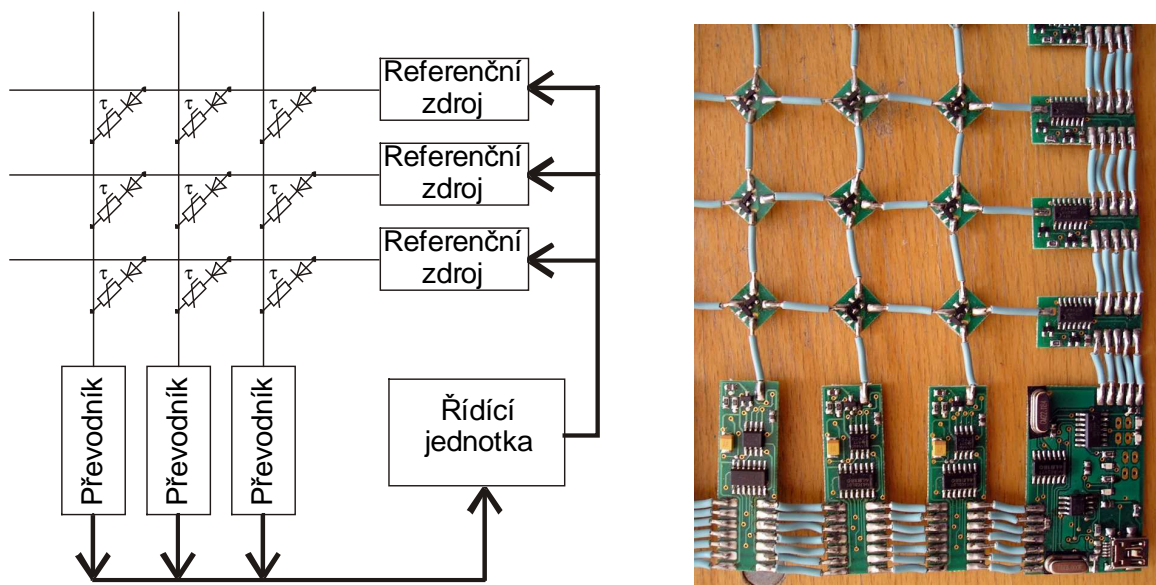 τ
τ
τ
Referenční
zdroj
τ
τ
τ
Referenční
zdroj
τ
τ
τ
Referenční
zdroj
Převodník
Převodník
Převodník
Řídící
jednotka